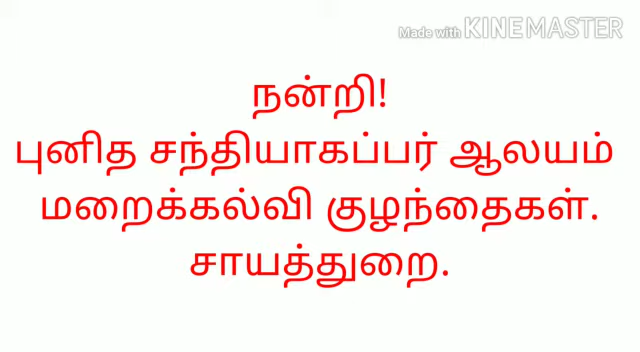 Made with KINEMASTER
நன்றி!
புனித சந்தியாகப்பர் ஆலயம்
மறைக்கல்வி குழந்தைகள்.
சாயத்துறை.